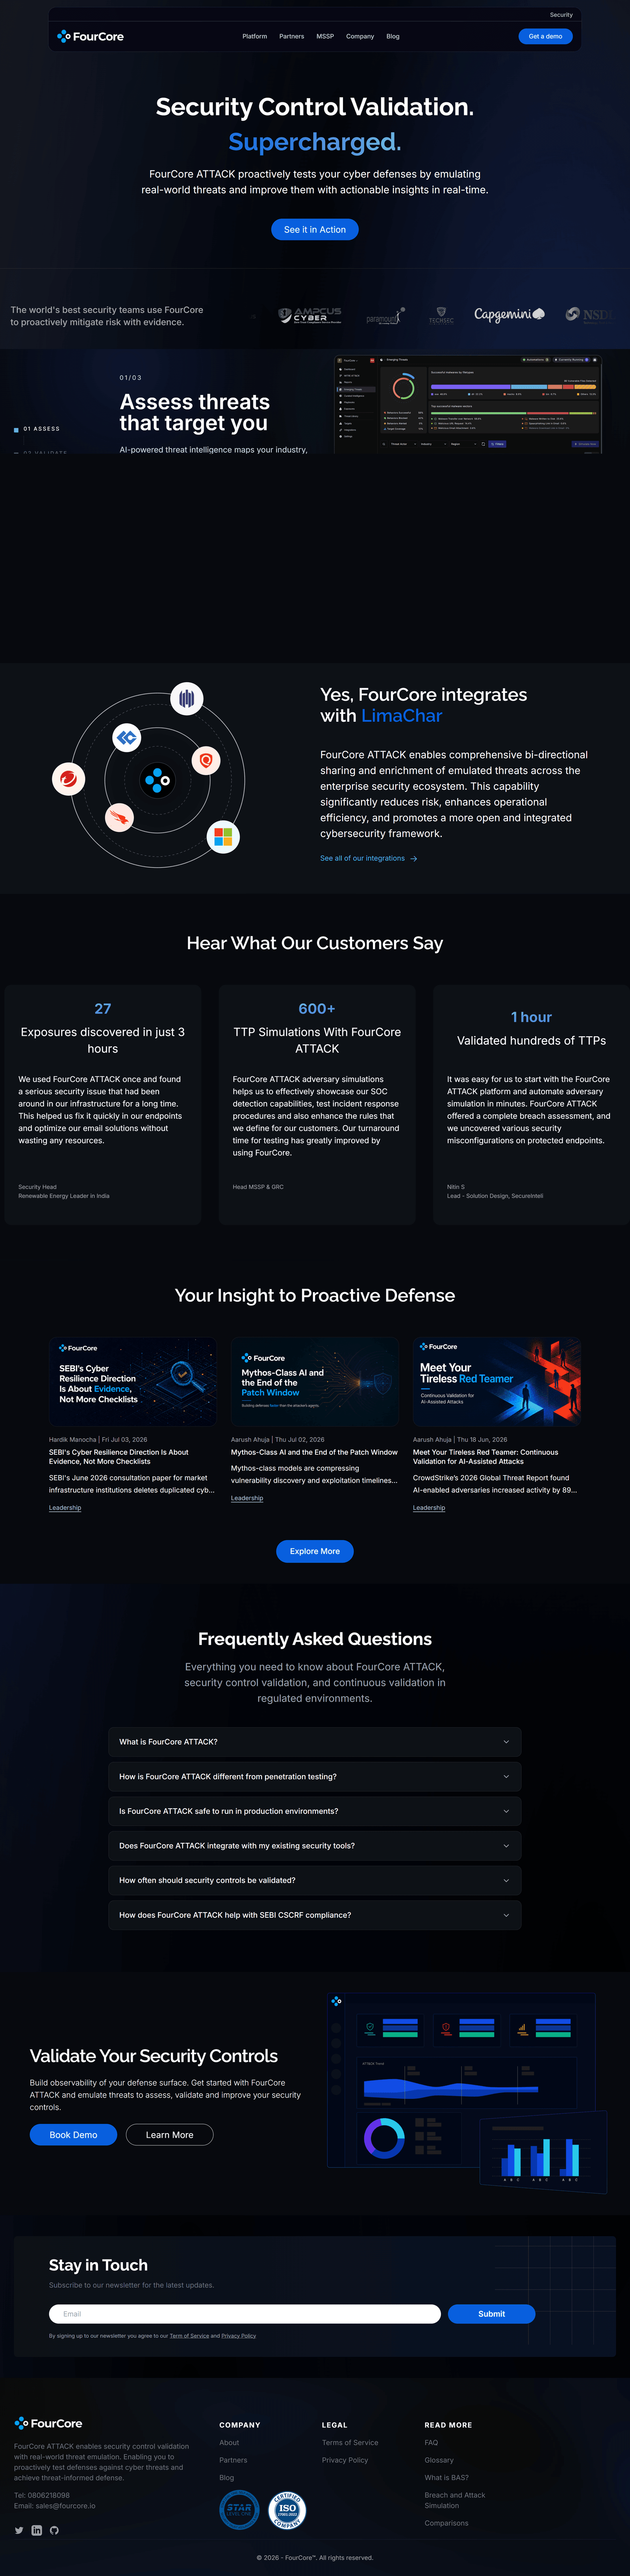 Security
FourCore
Platform Partners MSSP Company Blog
Get a demo
Security Control Validation.
Supercharged.
FourCore ATTACK proactively tests your cyber defenses by emulating
real-world threats and improve them with actionable insights in real-time.
See it in Action
The world's best security teams use FourCore
to proactively mitigate risk with evidence.
AMPCUS
CYBER
paramount
TECHSEC
Capgemini
NSDL
01/03
Assess threats
that target you
AI-powered threat intelligence maps your industry,
01 ASSESS
02 VALIDATE
Yes, FourCore integrates
with LimaChar
FourCore ATTACK enables comprehensive bi-directional
sharing and enrichment of emulated threats across the
enterprise security ecosystem. This capability
significantly reduces risk, enhances operational
efficiency, and promotes a more open and integrated
cybersecurity framework.
See all of our integrations
Hear What Our Customers Say
27
Exposures discovered in just 3
hours
We used FourCore ATTACK once and found
a serious security issue that had been
around in our infrastructure for a long time.
This helped us fix it quickly in our endpoints
and optimize our email solutions without
wasting any resources.
Security Head
Renewable Energy Leader in India
600+
TTP Simulations With FourCore
ATTACK
FourCore ATTACK adversary simulations
helps us to effectively showcase our SOC
detection capabilities, test incident response
procedures and also enhance the rules that
we define for our customers. Our turnaround
time for testing has greatly improved by
using FourCore.
Head MSSP & GRC
1 hour
Validated hundreds of TTPs
It was easy for us to start with the FourCore
ATTACK platform and automate adversary
simulation in minutes. FourCore ATTACK
offered a complete breach assessment, and
we uncovered various security
misconfigurations on protected endpoints.
Nitin S
Lead - Solution Design, SecureInteli
Your Insight to Proactive Defense
FourCore
SEBI's Cyber
Resilience Direction
Is About Evidence,
Not More Checklists
Hardik Manocha | Fri Jul 03, 2026
SEBI's Cyber Resilience Direction Is About
Evidence, Not More Checklists
SEBI's June 2026 consultation paper for market
infrastructure institutions deletes duplicated cyb...
Leadership
FourCore
Mythos-Class AI and
the End of the
Patch Window
Building defenses faster than the attacker's agents.
Aarush Ahuja | Thu Jul 02, 2026
Mythos-Class AI and the End of the Patch Window
Mythos-class models are compressing
vulnerability discovery and exploitation timelines...
Leadership
FourCore
Meet Your
Tireless Red Teamer
Continuous Validation for
AI-Assisted Attacks
Aarush Ahuja | Thu 18 Jun, 2026
Meet Your Tireless Red Teamer: Continuous
Validation for AI-Assisted Attacks
CrowdStrike's 2026 Global Threat Report found
AI-enabled adversaries increased activity by 89...
Leadership
Explore More
Frequently Asked Questions
Everything you need to know about FourCore ATTACK,
security control validation, and continuous validation in
regulated environments.
What is FourCore ATTACK?
How is FourCore ATTACK different from penetration testing?
Is FourCore ATTACK safe to run in production environments?
Does FourCore ATTACK integrate with my existing security tools?
How often should security controls be validated?
How does FourCore ATTACK help with SEBI CSCRF compliance?
Validate Your Security Controls
Build observability of your defense surface. Get started with FourCore
ATTACK and emulate threats to assess, validate and improve your security
controls.
Book Demo
Learn More
ATTACK Trend
A B C A B C A B C
Stay in Touch
Subscribe to our newsletter for the latest updates.
Email
Submit
By signing up to our newsletter you agree to our Term of Service and Privacy Policy
FourCore
FourCore ATTACK enables security control validation
with real-world threat emulation. Enabling you to
proactively test defenses against cyber threats and
achieve threat-informed defense.
Tel: 0806218098
Email: sales@fourcore.io
COMPANY
About
Partners
Blog
STAR
LEVEL ONE
ISO
CERTIFIED COMPANY
LEGAL
Terms of Service
Privacy Policy
READ MORE
FAQ
Glossary
What is BAS?
Breach and Attack
Simulation
Comparisons
© 2026 - FourCore™. All rights reserved.